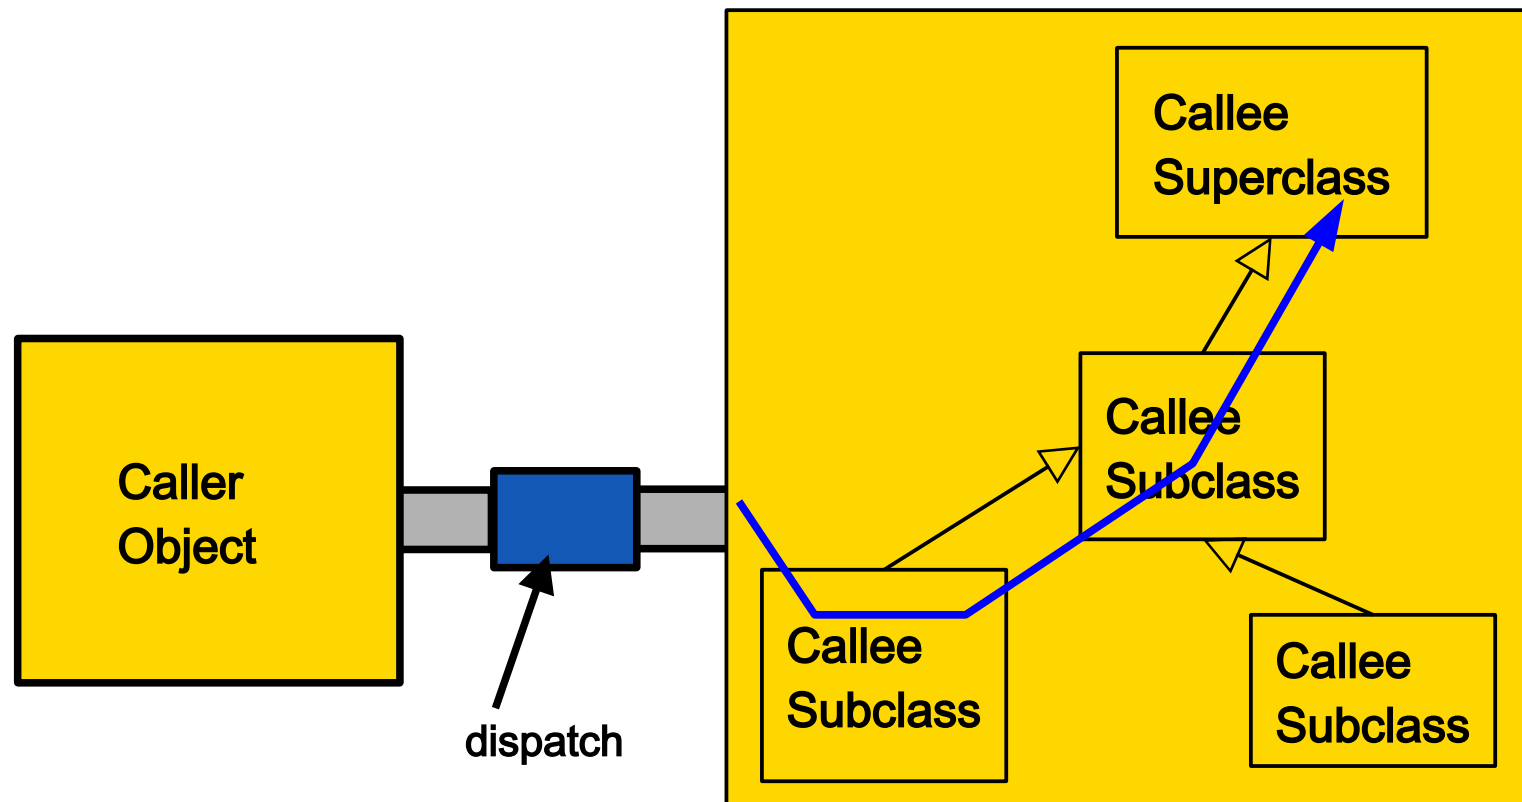 Callee
Superclass
Callee
Subclass
Caller
Object
Callee
Subclass
Callee
Subclass
dispatch